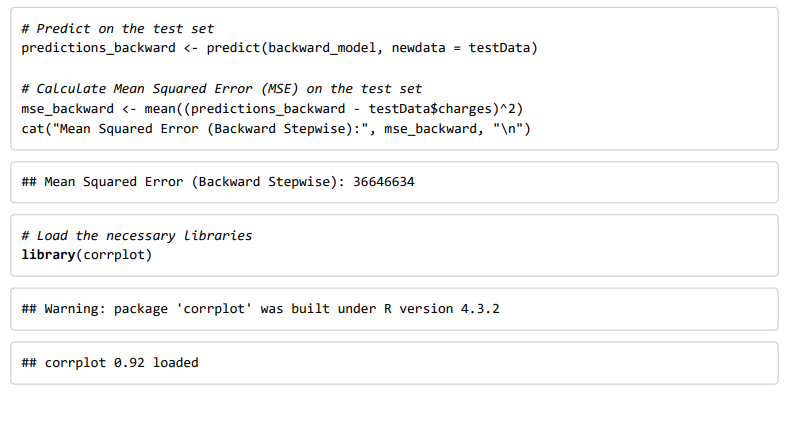 # Predict on the test set
predictions_backward <- predict(backward_model, newdata = testData)
# Calculate Mean Squared Error (MSE) on the test set
mse_backward <- mean((predictions_backward - testData$charges)^2)
cat("Mean Squared Error (Backward Stepwise):", mse_backward, "\n")
## Mean Squared Error (Backward Stepwise): 36646634
# Load the necessary libraries
library(corrplot)
## Warning: package 'corrplot' was built under R version 4.3.2
## corrplot 0.92 loaded